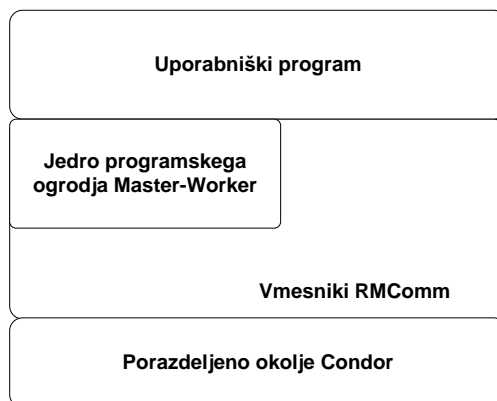 Uporabniški program
Jedro programskega
ogrodja Master-Worker
Vmesniki RMComm
Porazdeljeno okolje Condor